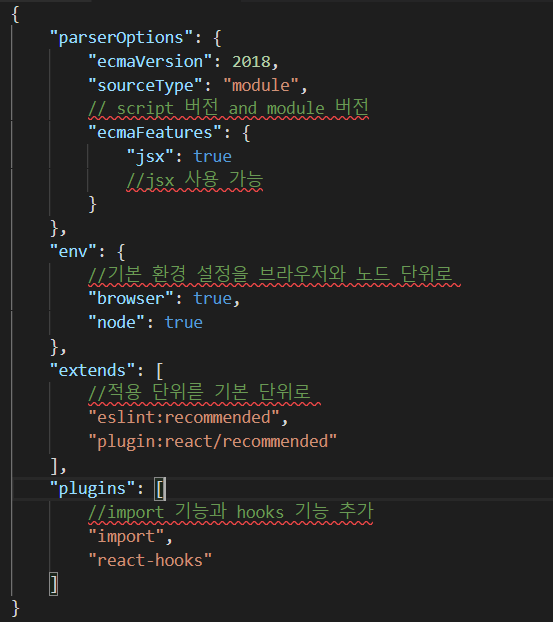 {
    "parserOptions": {
        "ecmaVersion": 2018,
        "sourceType": "module",
        // script 버전 and module 버전
        "ecmaFeatures": {
            "jsx": true
            //jsx 사용 가능
        }
    },
    "env": {
        //기본 환경 설정을 브라우저와 노드 단위로
        "browser": true,
        "node": true
    },
    "extends": [
        //적용 단위를 기본 단위로
        "eslint:recommended",
        "plugin:react/recommended"
    ],
    "plugins": [
        //import 기능과 hooks 기능 추가
        "import",
        "react-hooks"
    ]
}